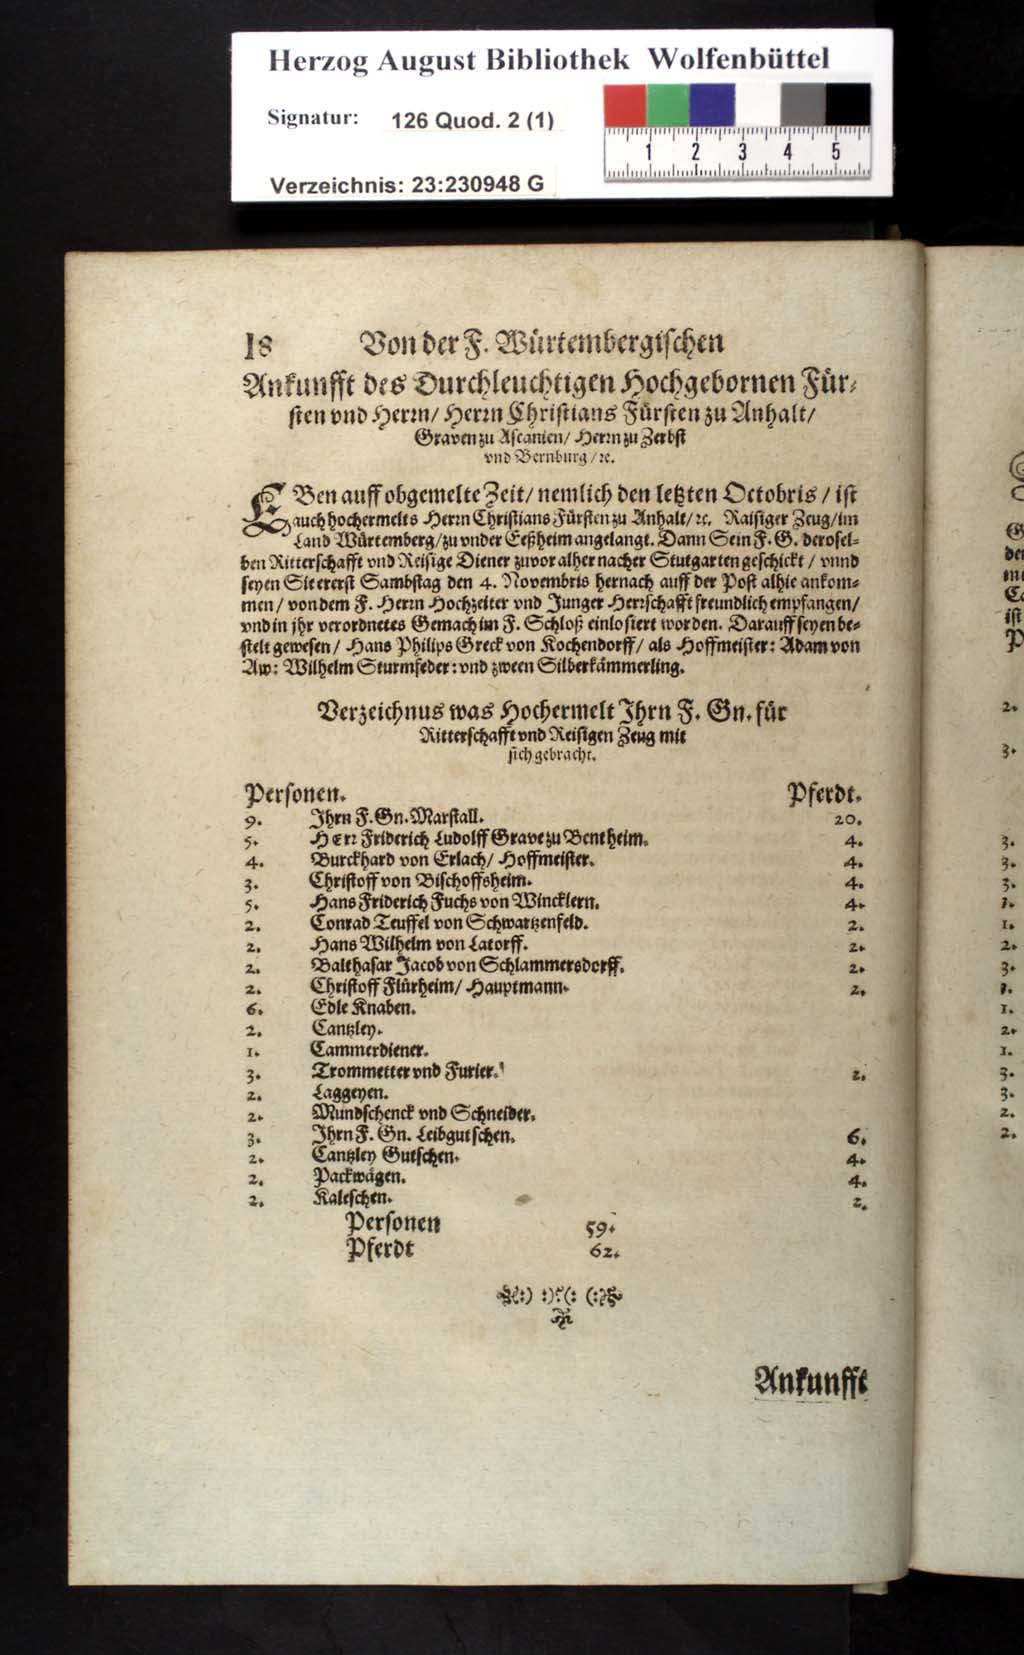 Herzog August Bibliothek Wolfenbüttel
Signatur: 126 Quod. 2 (1)
1 2 3 4 5
Verzeichnis: 23:230948 G
18 Von der F. Würtembergischen
Ankunfft des Durchleuchtigen Hochgebornen Für-
sten vnd Herrn/ Herrn Christians Fürsten zu Anhalt/
Graven zu Ascanien/ Herrn zu Zerbst
vnd Bernburg/ ꝛc.
EBen auff obgemelte Zeit/ nemlich den letzten Octobris/ ist
auch hochermelts Herrn Christians Fürsten zu Anhalt/ ꝛc. Raisiger Zeug/ im
Land Würtemberg/ zu vnder Eeßheim angelangt. Dann Sein F. G. derosel-
ben Ritterschafft vnd Reisige Diener zuvor alher nacher Stutgarten geschickt/ vnnd
seyen Sie ererst Sambstag den 4. Novembris hernach auff der Post alhie ankom-
men/ von dem F. Herrn Hochzeiter vnd Junger Herrschafft freundlich empfangen/
vnd in jhr verordnetes Gemach im F. Schloß einlosiert worden. Darauff seyen be-
stelt gewesen/ Hans Philips Greck von Kochendorff/ als Hoffmeister: Adam von
Aw: Wilhelm Sturmfeder: vnd zween Silberkämmerling.
Verzeichnus was Hochermelt Ihrn F. Gn. für
Ritterschafft vnd Reisigen Zeug mit
sich gebracht.
Personen. Pferdt.
9. Ihrn F. Gn. Marstall. 20.
5. HErr Friderich Ludolff Grave zu Bentheim. 4.
4. Burckhard von Erlach/ Hoffmeister. 4.
3. Christoff von Bischoffsheim. 4.
5. Hans Friderich Fuchs von Wincklern. 4.
2. Conrad Teuffel von Schwartzenfeld. 2.
2. Hans Wilhelm von Latorff. 2.
2. Balthasar Jacob von Schlammersdorff. 2.
2. Christoff Flürheim/ Hauptmann. 2.
6. Edle Knaben.
2. Cantzley.
1. Cammerdiener.
3. Trommetter vnd Furier. 2.
2. Laggeyen.
2. Mundschenck vnd Schneider.
3. Ihrn F. Gn. Leibgutschen. 6.
2. Cantzley Gutschen. 4.
2. Packwägen. 4.
2. Kaleschen. 2.
Personen 59.
Pferdt 62.
Ankunfft